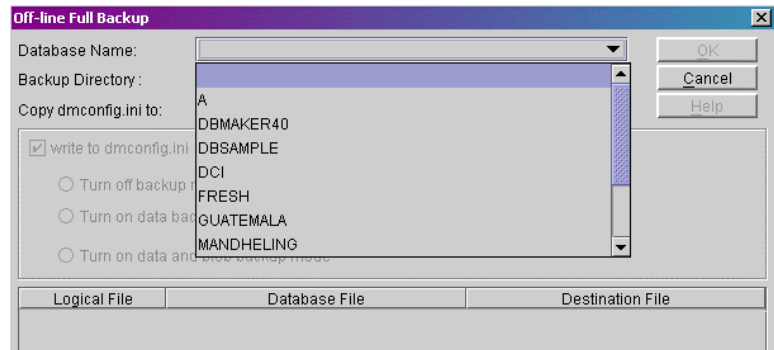 Off-line Full Backup
Database Name:
OK
Backup Directory :
Cancel
Copy dmconfig.ini to:
Help
A
DBMAKER40
DBSAMPLE
DCI
FRESH
GUATEMALA
MANDHELING
write to dmconfig.ini
Turn off backup
Turn on data
Turn on data and blob backup mode
Logical File Database File Destination File